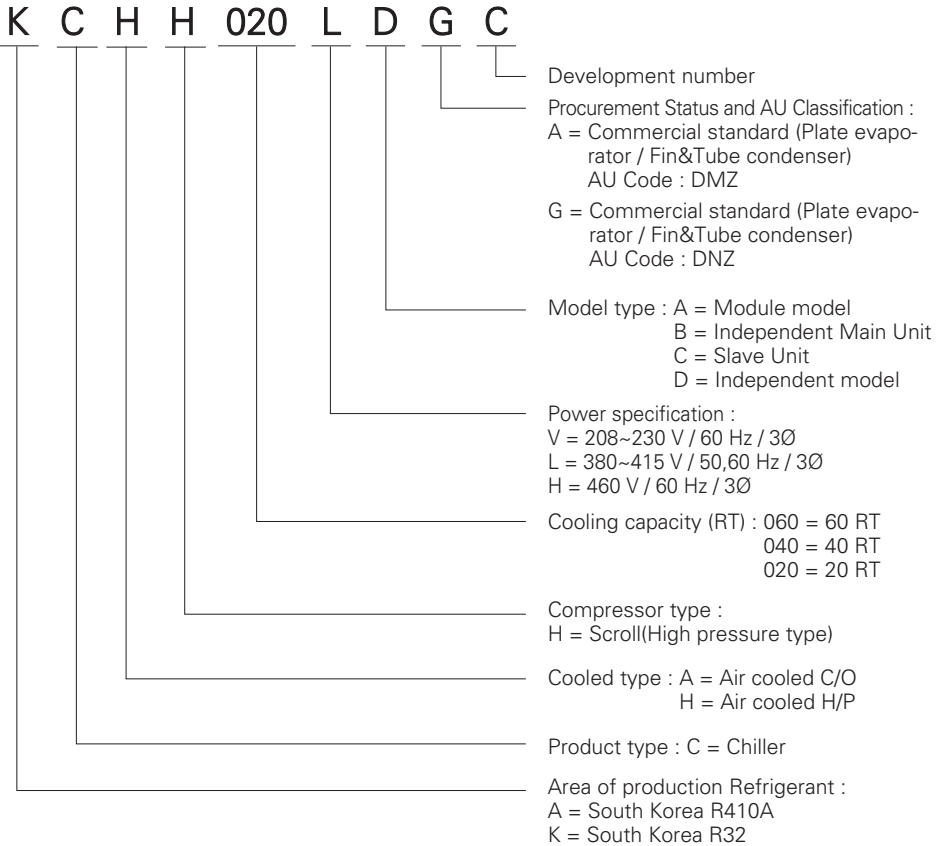 K C H H 020 L D G C
Development number
Procurement Status and AU Classification :
A = Commercial standard (Plate evapo-
rator / Fin&Tube condenser)
AU Code : DMZ
G = Commercial standard (Plate evapo-
rator / Fin&Tube condenser)
AU Code : DNZ
Model type : A = Module model
B = Independent Main Unit
C = Slave Unit
D = Independent model
Power specification :
V = 208~230 V / 60 Hz / 3Ø
L = 380~415 V / 50,60 Hz / 3Ø
H = 460 V / 60 Hz / 3Ø
Cooling capacity (RT) : 060 = 60 RT
040 = 40 RT
020 = 20 RT
Compressor type :
H = Scroll(High pressure type)
Cooled type : A = Air cooled C/O
H = Air cooled H/P
Product type : C = Chiller
Area of production Refrigerant :
A = South Korea R410A
K = South Korea R32